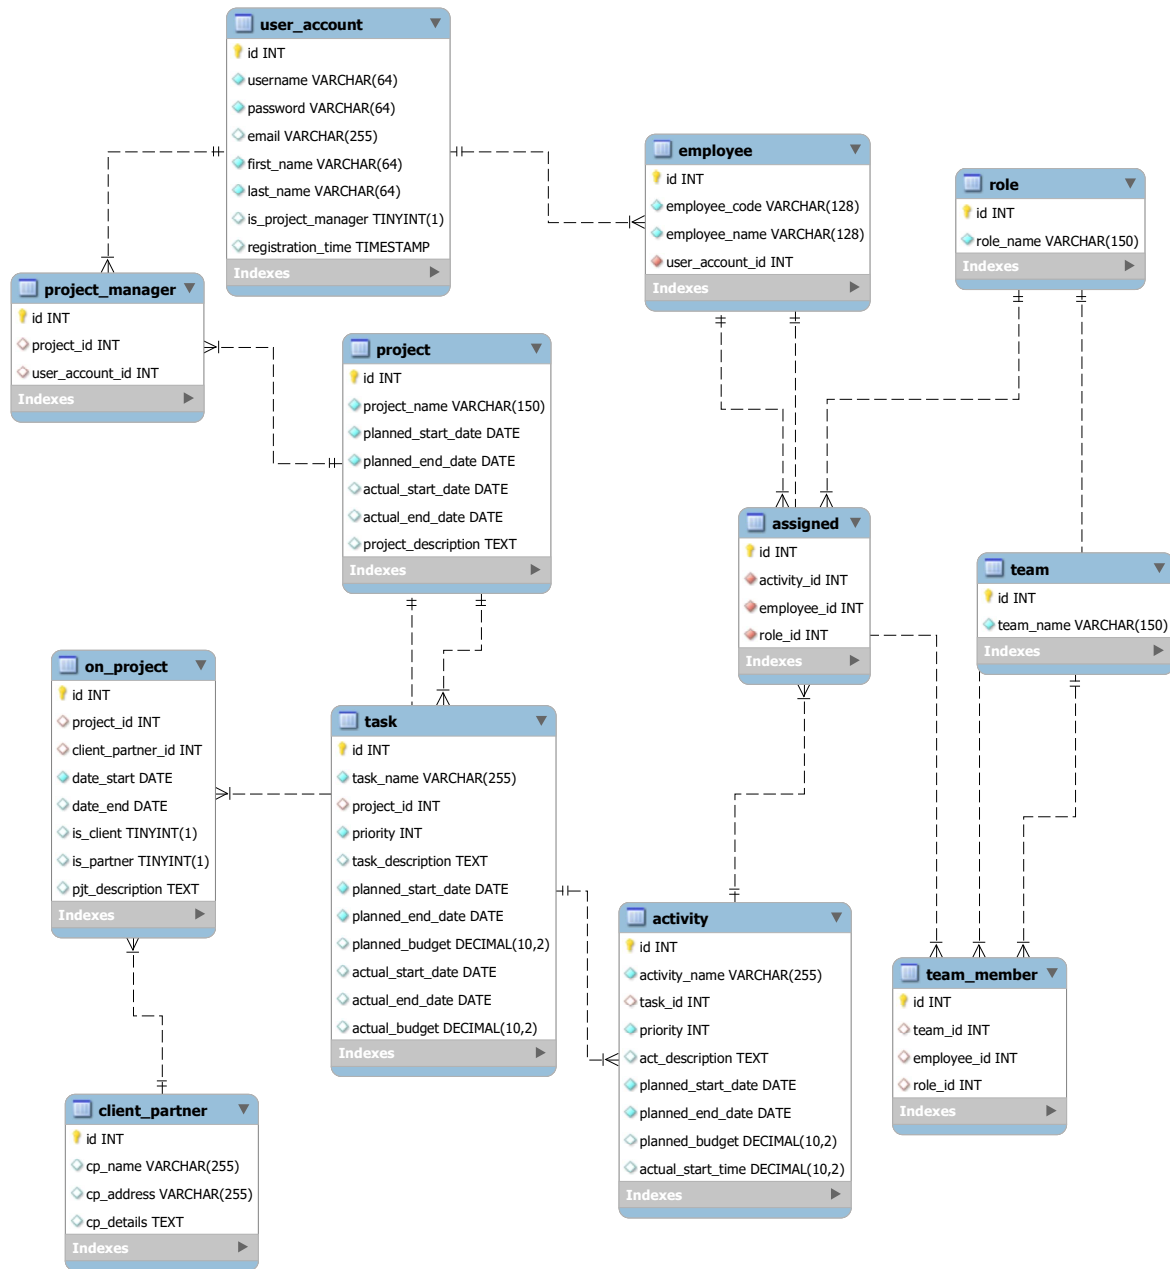 user_account
id INT
username VARCHAR(64)
password VARCHAR(64)
email VARCHAR(255)
first_name VARCHAR(64)
last_name VARCHAR(64)
is_project_manager TINYINT(1)
registration_time TIMESTAMP
Indexes
employee
id INT
employee_code VARCHAR(128)
employee_name VARCHAR(128)
user_account_id INT
Indexes
role
id INT
role_name VARCHAR(150)
Indexes
project_manager
id INT
project_id INT
user_account_id INT
Indexes
project
id INT
project_name VARCHAR(150)
planned_start_date DATE
planned_end_date DATE
actual_start_date DATE
actual_end_date DATE
project_description TEXT
Indexes
assigned
id INT
activity_id INT
employee_id INT
role_id INT
Indexes
team
id INT
team_name VARCHAR(150)
Indexes
on_project
id INT
project_id INT
client_partner_id INT
date_start DATE
date_end DATE
is_client TINYINT(1)
is_partner TINYINT(1)
pjt_description TEXT
Indexes
task
id INT
task_name VARCHAR(255)
project_id INT
priority INT
task_description TEXT
planned_start_date DATE
planned_end_date DATE
planned_budget DECIMAL(10,2)
actual_start_date DATE
actual_end_date DATE
actual_budget DECIMAL(10,2)
Indexes
activity
id INT
activity_name VARCHAR(255)
task_id INT
priority INT
act_description TEXT
planned_start_date DATE
planned_end_date DATE
planned_budget DECIMAL(10,2)
actual_start_time DECIMAL(10,2)
Indexes
team_member
id INT
team_id INT
employee_id INT
role_id INT
Indexes
client_partner
id INT
cp_name VARCHAR(255)
cp_address VARCHAR(255)
cp_details TEXT
Indexes